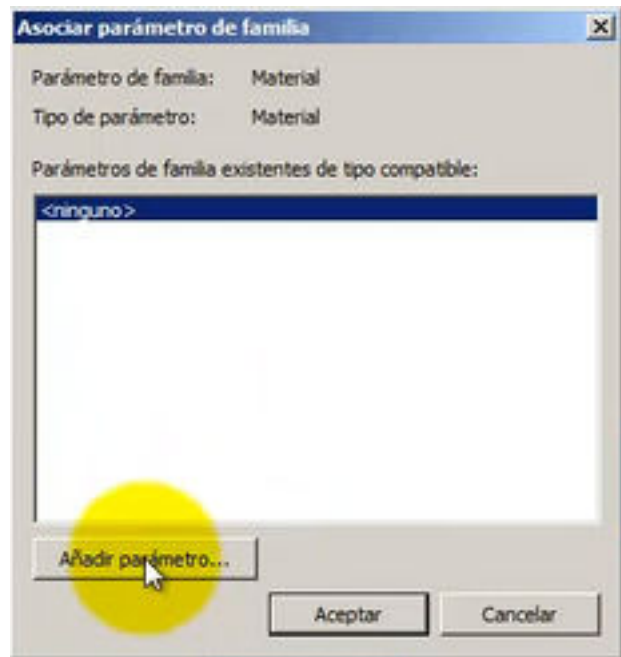 Asociar parámetro de familia
Parámetro de familia: Material
Tipo de parámetro: Material
Parámetros de familia existentes de tipo compatible:
<ninguno>
Añadir parámetro...
Aceptar Cancelar